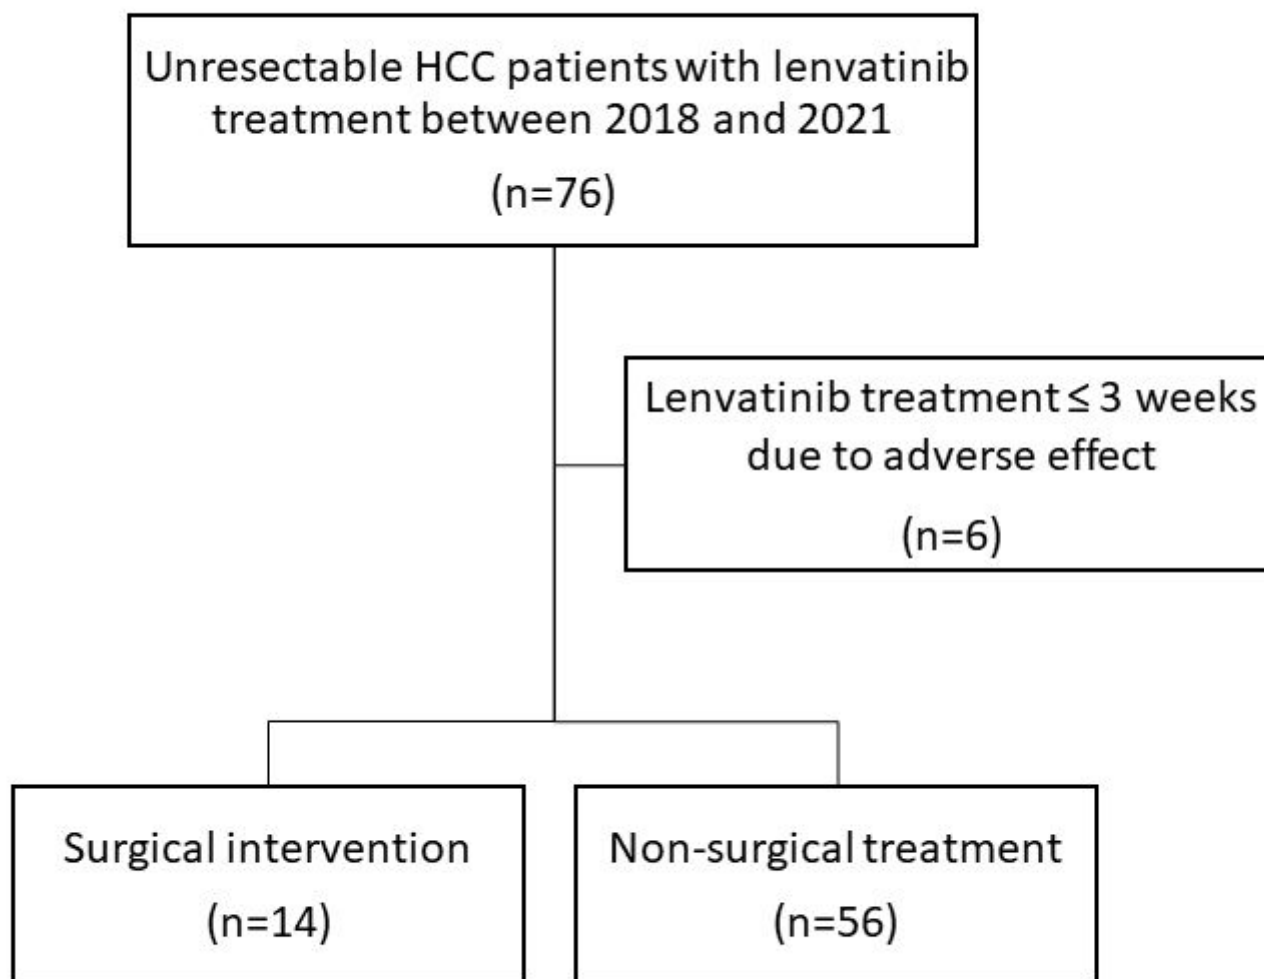 Unresectable HCC patients with lenvatinib
treatment between 2018 and 2021
(n=76)
Lenvatinib treatment ≤ 3 weeks
due to adverse effect
(n=6)
Surgical intervention
(n=14)
Non-surgical treatment
(n=56)